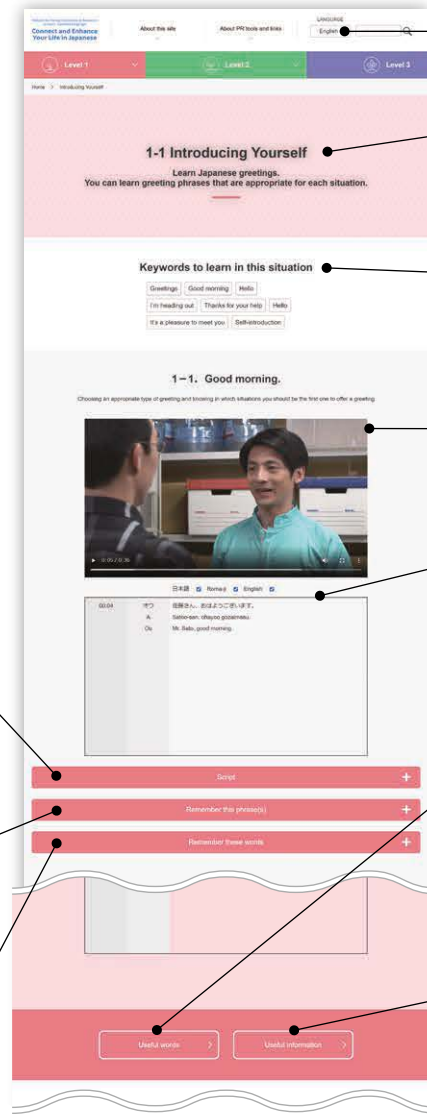 Connect and Enhance
Your Life in Japanese
About this site
About PR tools and links
LANGUAGE
English
Level 1
Level 2
Level 3
Home > Introducing Yourself
1-1 Introducing Yourself
Learn Japanese greetings.
You can learn greeting phrases that are appropriate for each situation.
Keywords to learn in this situation
Greetings Good morning Hello
I'm heading out Thanks for your help Hello
It's a pleasure to meet you Self-introduction
1−1. Good morning.
Choosing an appropriate type of greeting and knowing in which situations you should be the first one to offer a greeting
0:05 / 0:36
日本語 Romaji English
00:04 オウ 佐藤さん、おはようございます。
Mr. Sato, good morning.
Script
Remember this phrase(s)
Remember these words
Useful words
Useful information